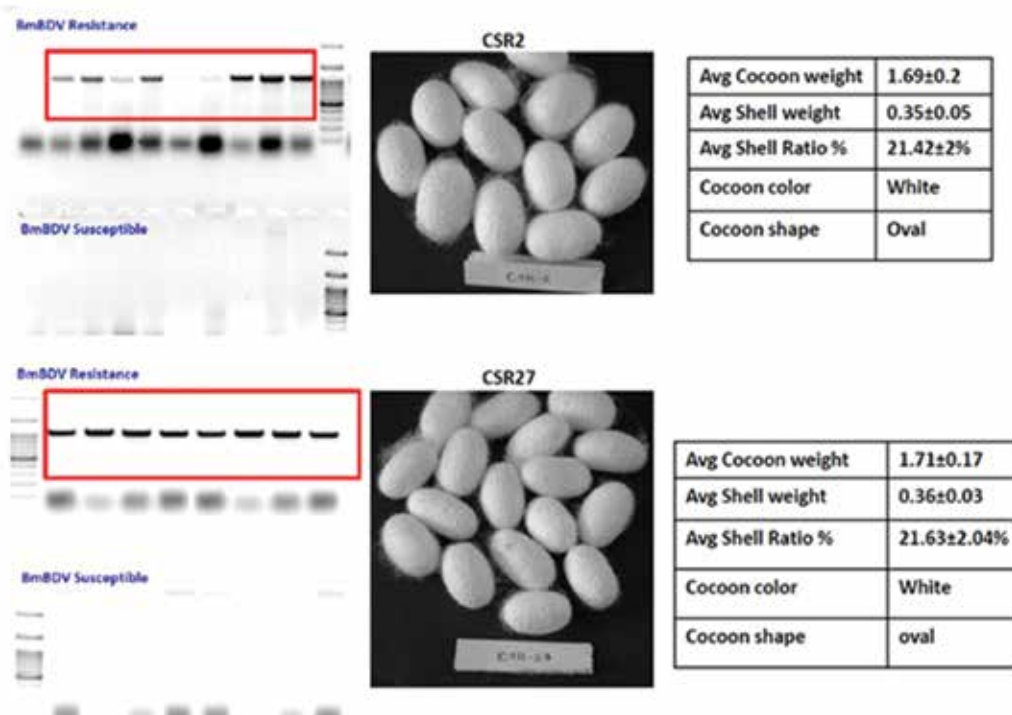 BmBDV Resistance
CSR2
Avg Cocoon weight 1.69±0.2
Avg Shell weight 0.35±0.05
Avg Shell Ratio % 21.42±2%
Cocoon color White
Cocoon shape Oval
BmBDV Susceptible
BmBDV Resistance
CSR27
Avg Cocoon weight 1.71±0.17
Avg Shell weight 0.36±0.03
Avg Shell Ratio % 21.63±2.04%
Cocoon color White
Cocoon shape oval
BmBDV Susceptible